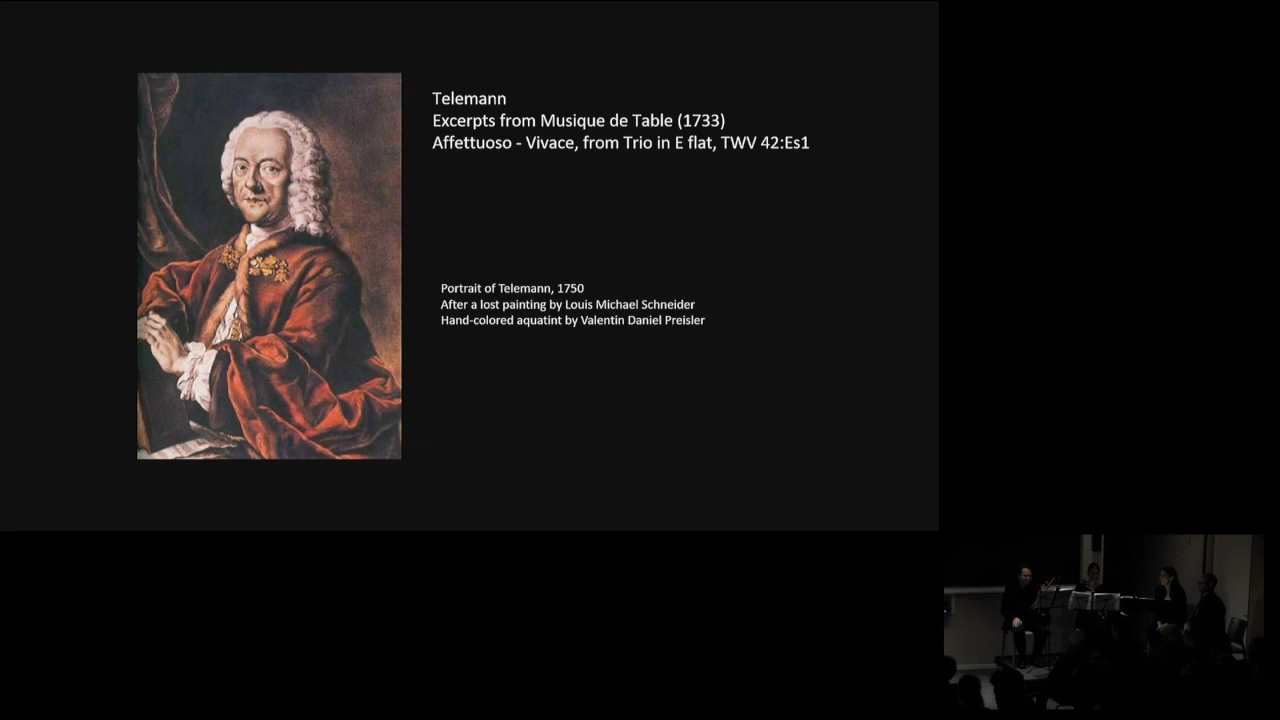 Telemann
Excerpts from Musique de Table (1733)
Affettuoso - Vivace, from Trio in E flat, TWV 42:Es1
Portrait of Telemann, 1750
After a lost painting by Louis Michael Schneider
Hand-colored aquatint by Valentin Daniel Preisler